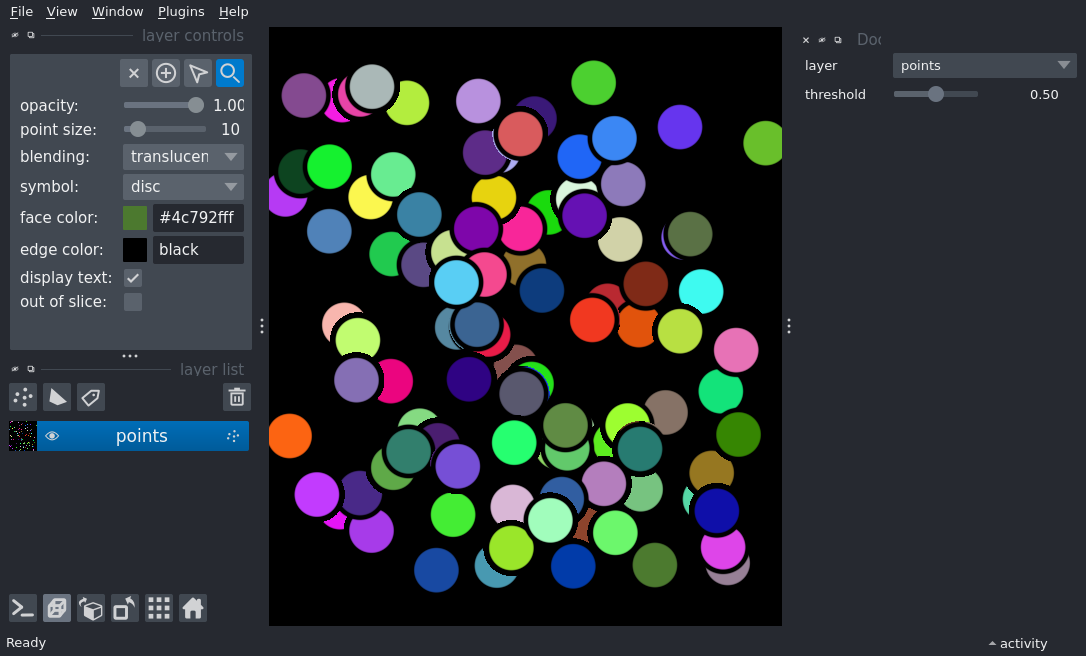 File View Window Plugins Help
layer controls
opacity: 1.00
point size: 10
blending: translucen
symbol: disc
face color: #4c792fff
edge color: black
display text:
out of slice:
layer list
points
Ready
Doc
layer points
threshold 0.50
activity